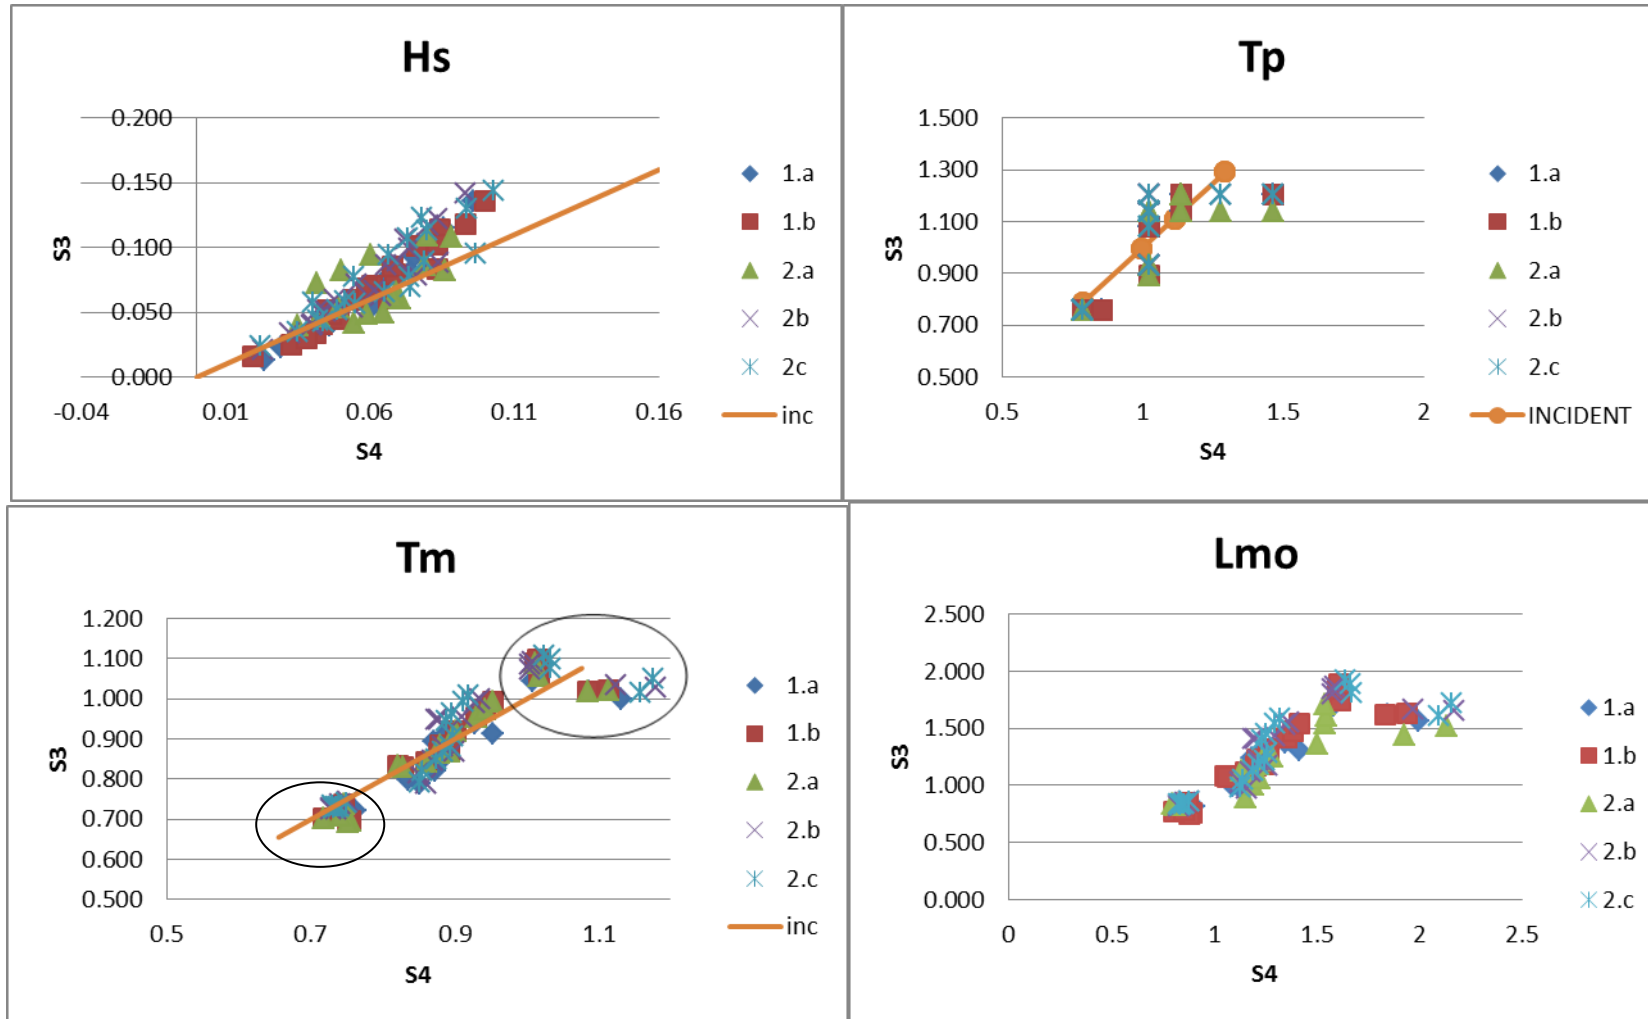 Hs
0.200
0.150
0.100
0.050
0.000
-0.04 0.01 0.06 0.11 0.16
S3
S4
1.a
1.b
2.a
2b
2c
inc
Tp
1.500
1.300
1.100
0.900
0.700
0.500
0.5 1 1.5 2
S3
S4
1.a
1.b
2.a
2.b
2.c
INCIDENT
Tm
1.200
1.100
1.000
0.900
0.800
0.700
0.600
0.500
0.5 0.7 0.9 1.1
S3
S4
1.a
1.b
2.a
2.b
2.c
inc
Lmo
2.500
2.000
1.500
1.000
0.500
0.000
0 0.5 1 1.5 2 2.5
S3
S4
1.a
1.b
2.a
2.b
2.c